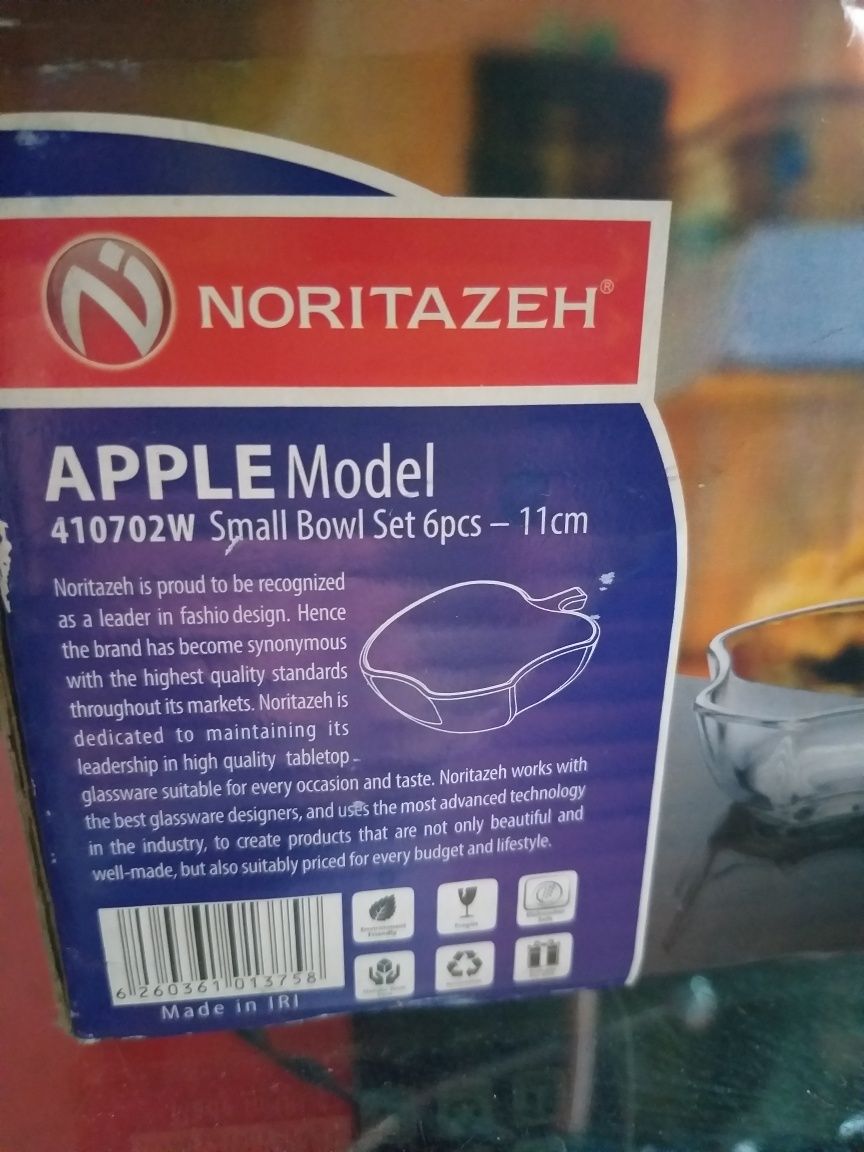 NORITAZEH®
APPLE Model
410702W Small Bowl Set 6pcs – 11cm
Noritazeh is proud to be recognized
as a leader in fashio design. Hence
the brand has become synonymous
with the highest quality standards
throughout its markets. Noritazeh is
dedicated to maintaining its
leadership in high quality tabletop
glassware suitable for every occasion and taste. Noritazeh works with
the best glassware designers, and uses the most advanced technology
in the industry, to create products that are not only beautiful and
well-made, but also suitably priced for every budget and lifestyle.
Environment
Friendly
Fragile
6 260361 013758
Made in IRI